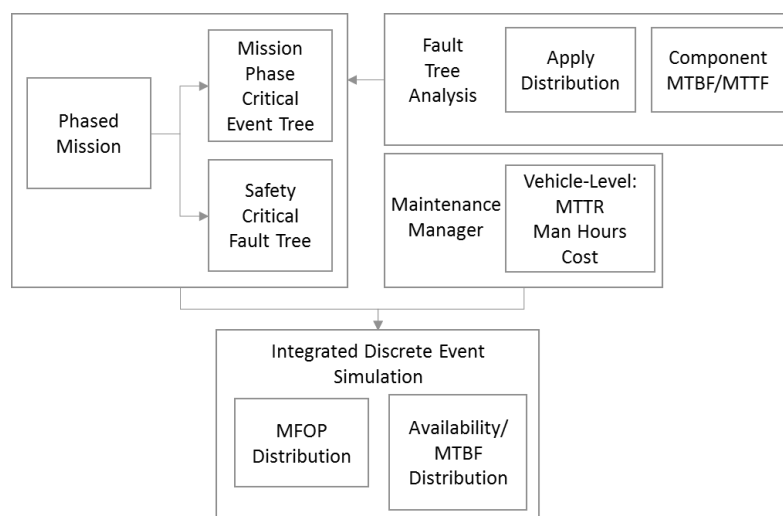 Phased
Mission
Mission
Phase
Critical
Event Tree
Safety
Critical
Fault Tree
Fault
Tree
Analysis
Apply
Distribution
Component
MTBF/MTTF
Maintenance
Manager
Vehicle-Level:
MTTR
Man Hours
Cost
Integrated Discrete Event
Simulation
MFOP
Distribution
Availability/
MTBF
Distribution